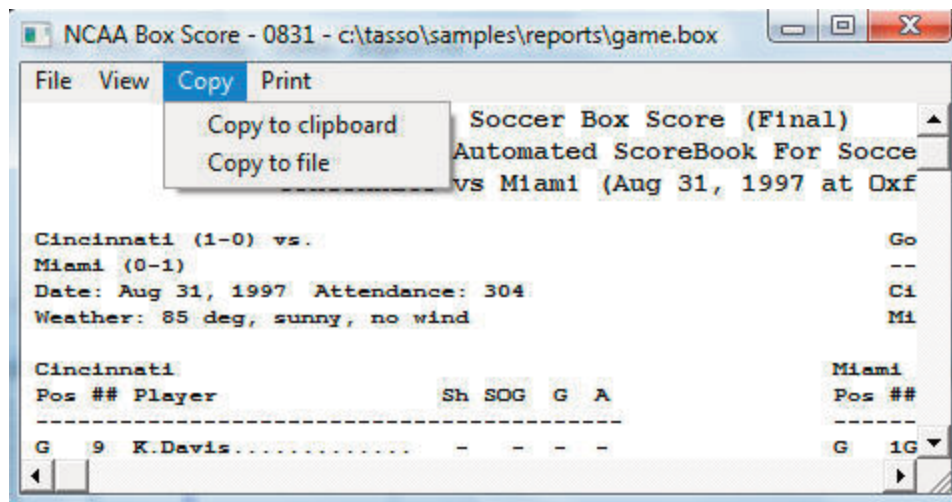 NCAA Box Score - 0831 - c:\tasso\samples\reports\game.box
File View Copy Print
Copy to clipboard
Copy to file
Soccer Box Score (Final)
Automated ScoreBook For Socce
vs Miami (Aug 31, 1997 at Oxf
Cincinnati (1-0) vs. Go
Miami (0-1) --
Date: Aug 31, 1997 Attendance: 304 Ci
Weather: 85 deg, sunny, no wind Mi
Cincinnati Miami
Pos ## Player Sh SOG G A Pos ##
--------------------------------------------- ------
G 9 K.Davis............. - - - - G 1G